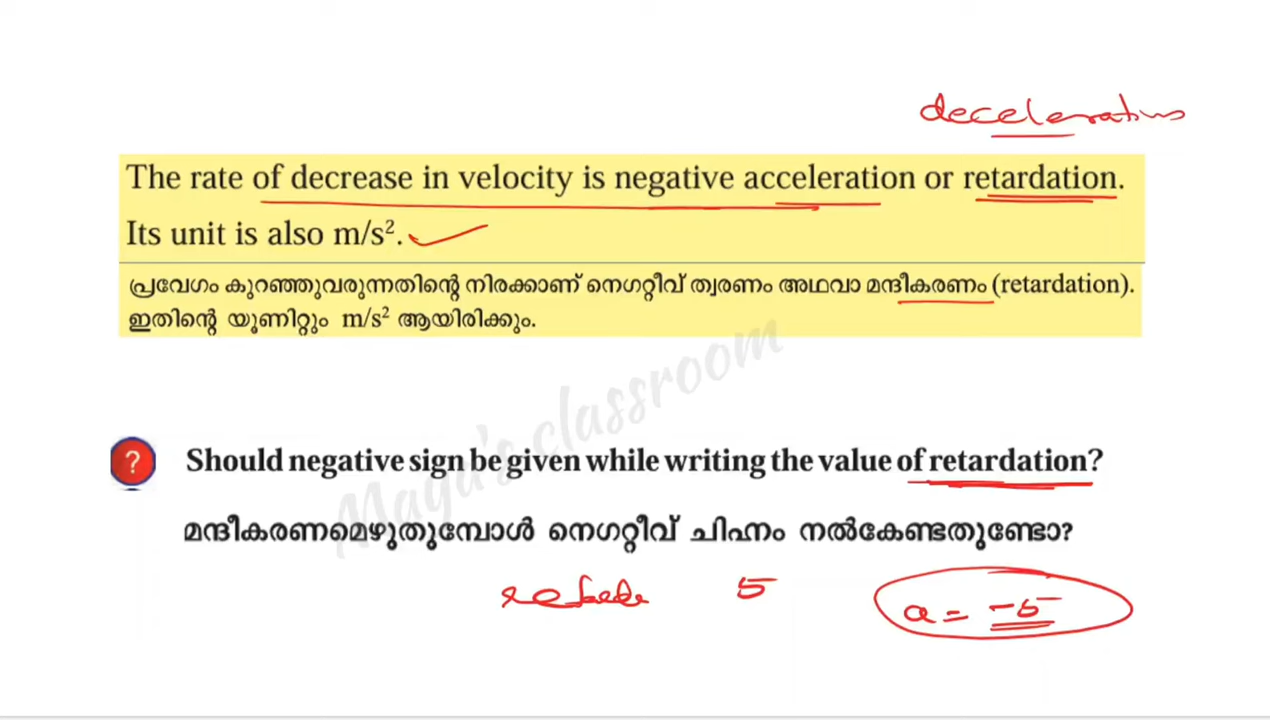 deceleration
The rate of decrease in velocity is negative acceleration or retardation.
Its unit is also m/s².
പ്രവേഗം കുറഞ്ഞുവരുന്നതിന്റെ നിരക്കാണ് നെഗറ്റീവ് ത്വരണം അഥവാ മന്ദീകരണം (retardation).
ഇതിന്റെ യൂണിറ്റും m/s² ആയിരിക്കും.
Maya's classroom
? Should negative sign be given while writing the value of retardation?
മന്ദീകരണമെഴുതുമ്പോൾ നെഗറ്റീവ് ചിഹ്നം നൽകേണ്ടതുണ്ടോ?
5 a = -5